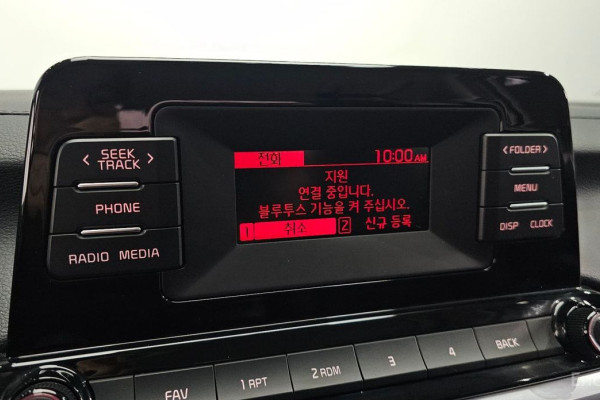 < SEEK >
TRACK
PHONE
RADIO MEDIA
전화 10:00 AM
지원
연결 중입니다.
블루투스 기능을 켜 주십시오.
1 취소 2 신규 등록
< FOLDER >
MENU
DISP CLOCK
FAV
1 RPT
2 RDM
3
4
BACK